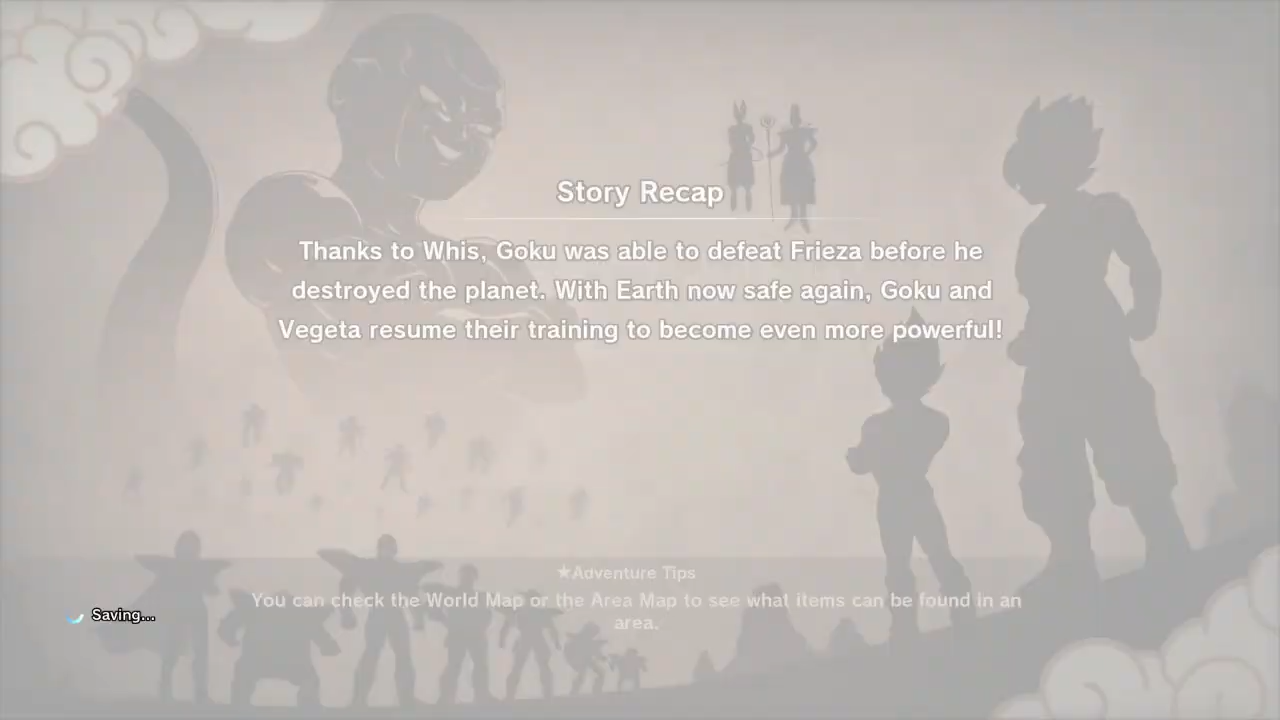 Story Recap
Thanks to Whis, Goku was able to defeat Frieza before he
destroyed the planet. With Earth now safe again, Goku and
Vegeta resume their training to become even more powerful!
★Adventure Tips
You can check the World Map or the Area Map to see what items can be found in an
area.
Saving...